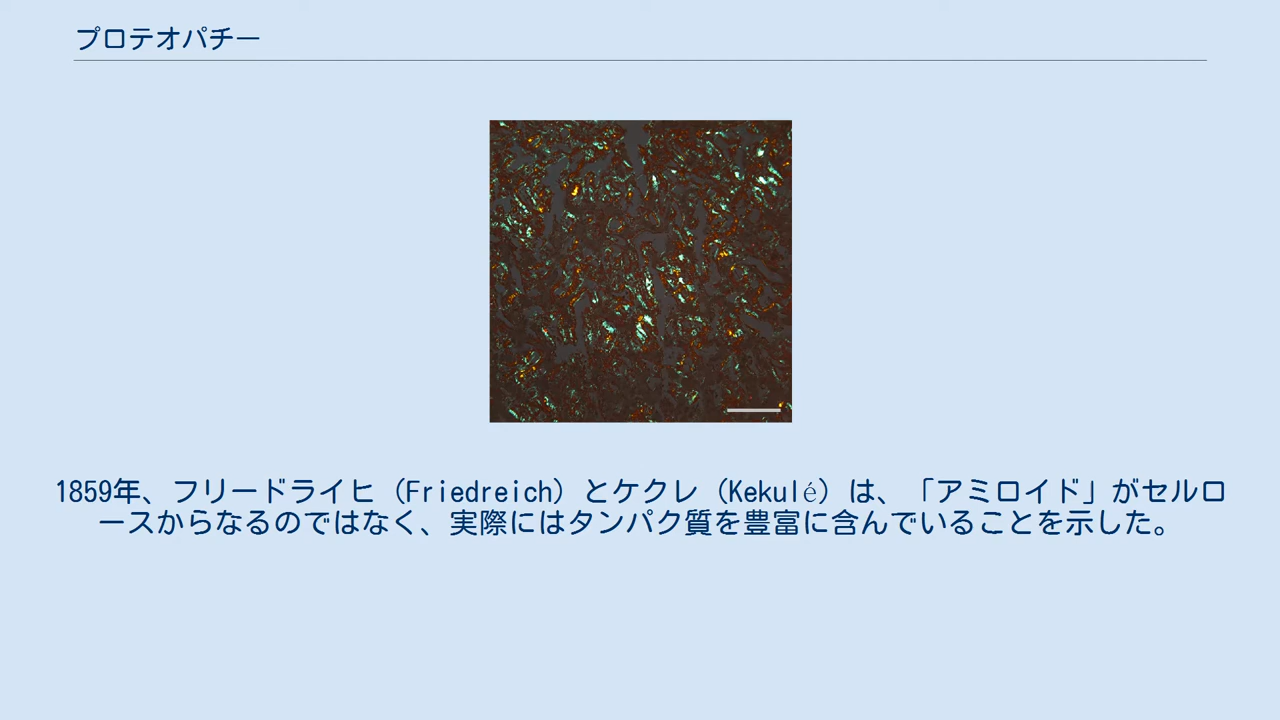 プロテオパチー
1859年、フリードライヒ（Friedreich）とケクレ（Kekulé）は、「アミロイド」がセルロ
ースからなるのではなく、実際にはタンパク質を豊富に含んでいることを示した。